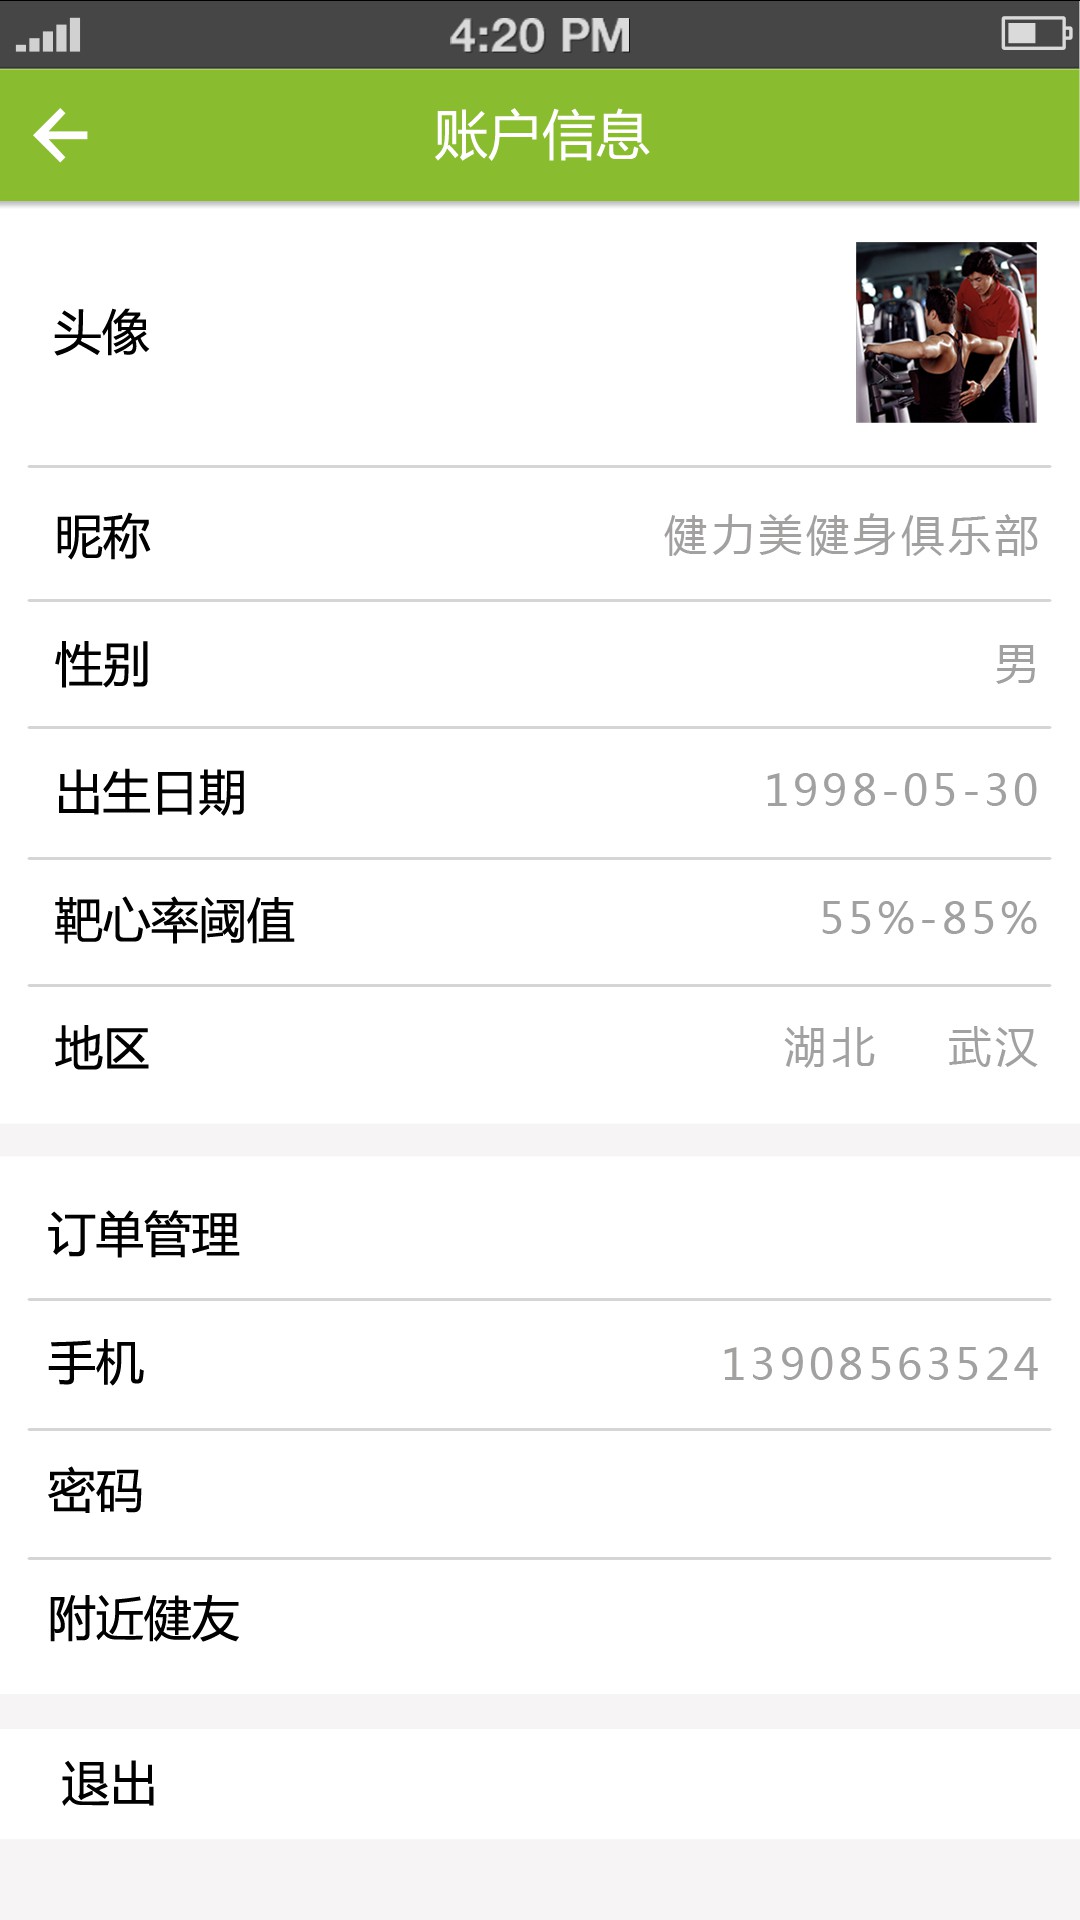 4:20 PM
账户信息
头像
昵称 健力美健身俱乐部
性别 男
出生日期 1998-05-30
靶心率阈值 55%-85%
地区 湖北 武汉
订单管理
手机 13908563524
密码
附近健友
退出